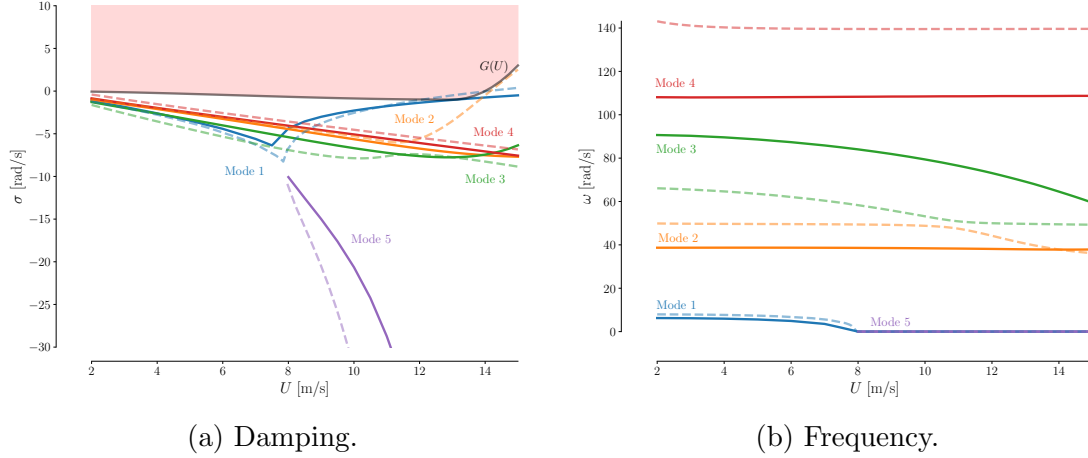 10
5
0
−5
−10
−15
−20
−25
−30
σ [rad/s]
2
4
6
8
10
12
14
U [m/s]
G(U)
Mode 2
Mode 4
Mode 1
Mode 3
Mode 5
(a) Damping.
140
120
100
80
60
40
20
0
ω [rad/s]
2
4
6
8
10
12
14
U [m/s]
Mode 4
Mode 3
Mode 2
Mode 1
Mode 5
(b) Frequency.